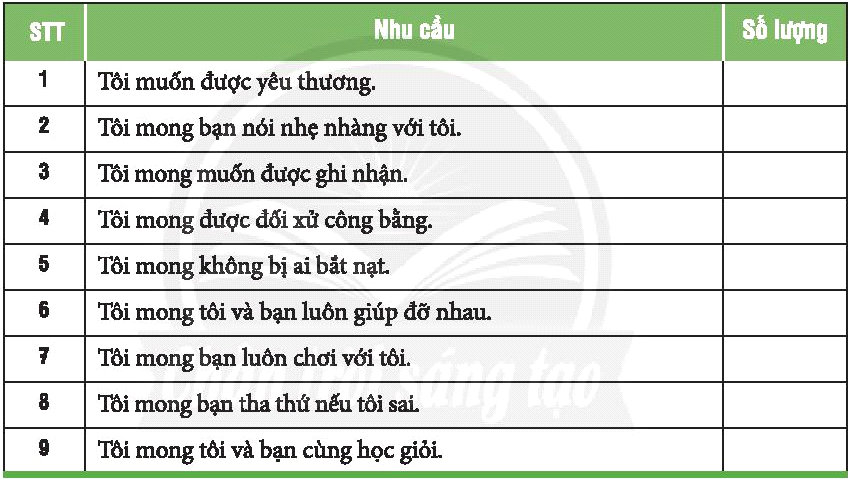 STT Nhu cầu Số lượng
1 Tôi muốn được yêu thương.
2 Tôi mong bạn nói nhẹ nhàng với tôi.
3 Tôi mong muốn được ghi nhận.
4 Tôi mong được đối xử công bằng.
5 Tôi mong không bị ai bắt nạt.
6 Tôi mong tôi và bạn luôn giúp đỡ nhau.
7 Tôi mong bạn luôn chơi với tôi.
8 Tôi mong bạn tha thứ nếu tôi sai.
9 Tôi mong tôi và bạn cùng học giỏi.
Chân trời sáng tạo